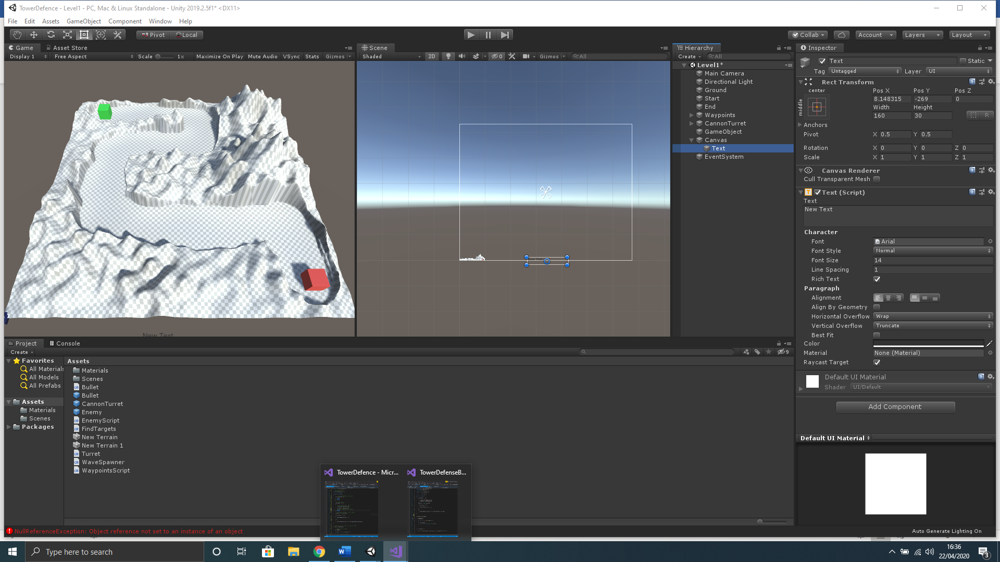 TowerDefence - Level1 - PC, Mac & Linux Standalone - Unity 2019.2.5f1* <DX11>
File Edit Assets GameObject Component Window Help
Pivot Local Collab Account Layers Layout
Game Asset Store
Display 1 Free Aspect Scale 1x Maximize On Play Mute Audio VSync Stats Gizmos
New Text
Scene
Shaded 2D 0 Gizmos All
Hierarchy
Create All
Level1*
Main Camera
Directional Light
Ground
Start
End
Waypoints
CannonTurret
GameObject
Canvas
Text
EventSystem
Inspector
Text Static
Tag Untagged Layer UI
Rect Transform
center
middle
Pos X Pos Y Pos Z
8.148315 -269 0
Width Height
160 30 R
Anchors
Pivot X 0.5 Y 0.5
Rotation X 0 Y 0 Z 0
Scale X 1 Y 1 Z 1
Canvas Renderer
Cull Transparent Mesh
Text (Script)
Text
New Text
Character
Font Arial
Font Style Normal
Font Size 14
Line Spacing 1
Rich Text
Paragraph
Alignment
Align By Geometry
Horizontal Overflow Wrap
Vertical Overflow Truncate
Best Fit
Color
Material None (Material)
Raycast Target
Default UI Material
Shader UI/Default
Add Component
Default UI Material
Project Console
Create 9
Favorites
All Materials
All Models
All Prefabs
Assets
Materials
Scenes
Packages
Assets
Materials
Scenes
Bullet
Bullet
CannonTurret
Enemy
EnemyScript
FindTargets
New Terrain
New Terrain 1
Turret
WaveSpawner
WaypointsScript
TowerDefence - Micr... TowerDefenseB...
NullReferenceException: Object reference not set to an instance of an object
Auto Generate Lighting On
Type here to search
16:36
22/04/2020
3